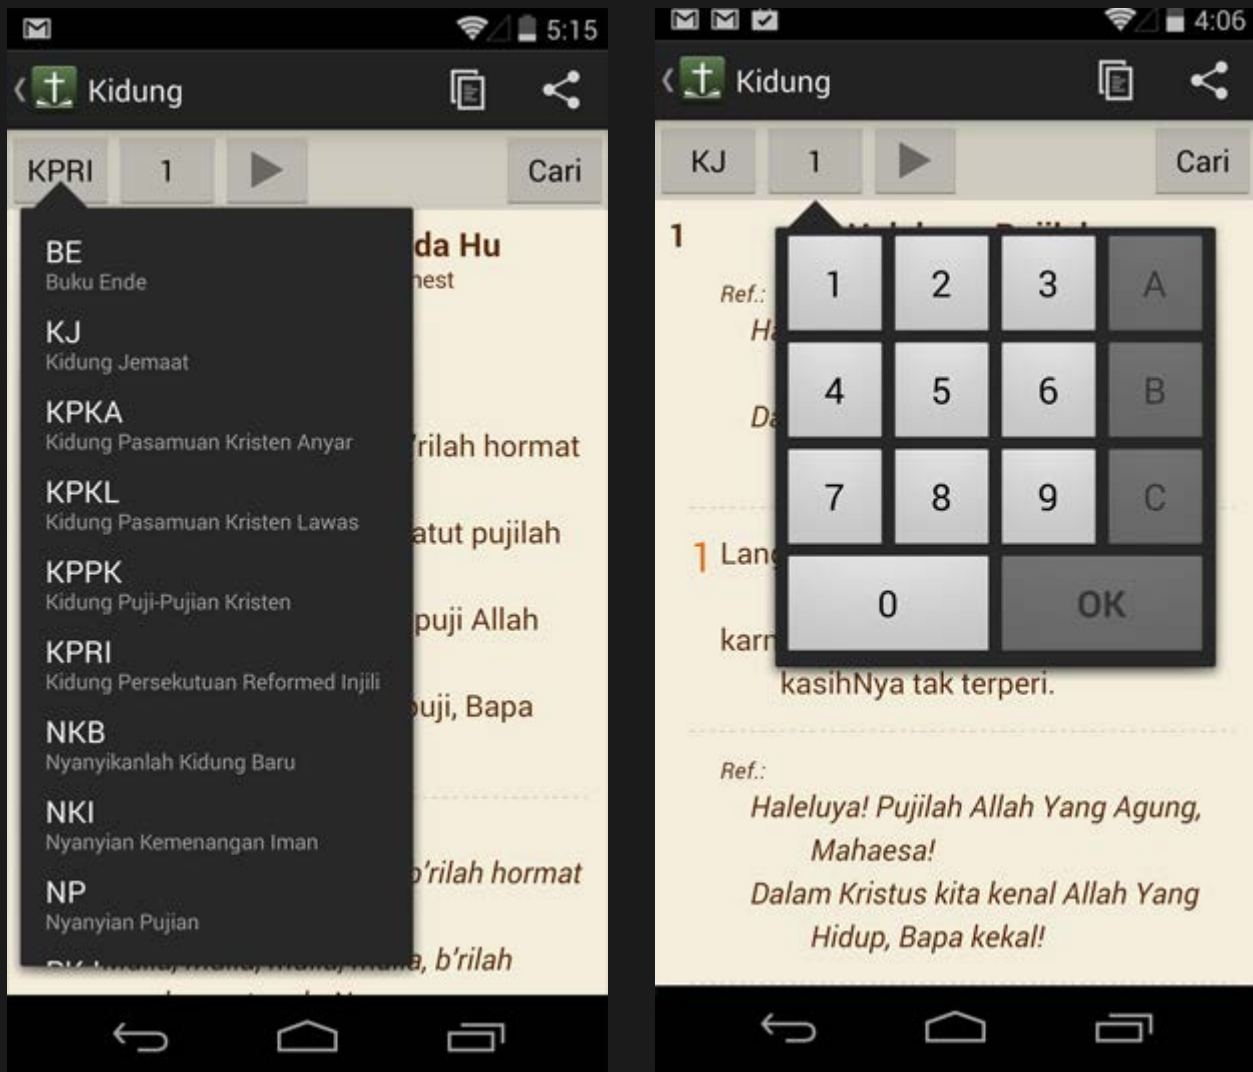 5:15
Kidung
KPRI 1 Cari
BE
Buku Ende
KJ
Kidung Jemaat
KPKA
Kidung Pasamuan Kristen Anyar
KPKL
Kidung Pasamuan Kristen Lawas
KPPK
Kidung Puji-Pujian Kristen
KPRI
Kidung Persekutuan Reformed Injili
NKB
Nyanyikanlah Kidung Baru
NKI
Nyanyian Kemenangan Iman
NP
Nyanyian Pujian
da Hu
nest
'rilah hormat
atut pujilah
puji Allah
puji, Bapa
b'rilah hormat
b'rilah
4:06
Kidung
KJ 1 Cari
1
Ref.:
1 2 3 A
4 5 6 B
7 8 9 C
0 OK
1 Lang
karn
kasihNya tak terperi.
Ref.:
Haleluya! Pujilah Allah Yang Agung,
Mahaesa!
Dalam Kristus kita kenal Allah Yang
Hidup, Bapa kekal!